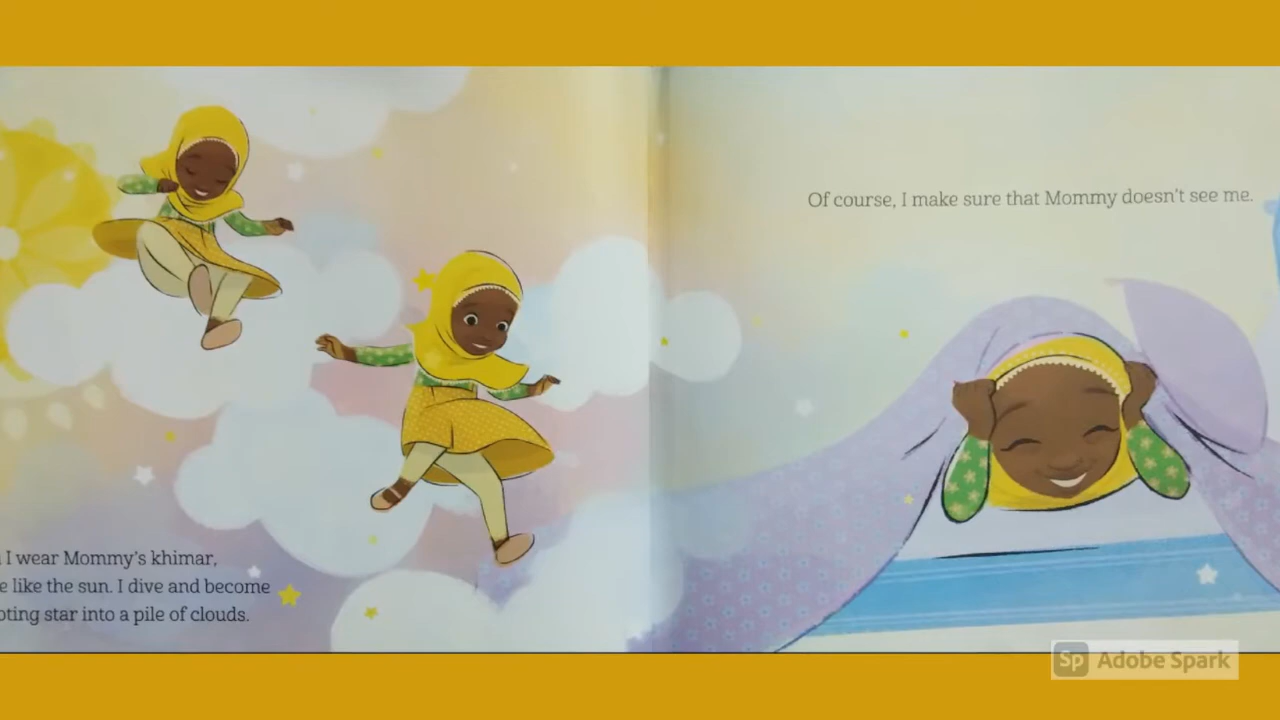 I wear Mommy's khimar,
like the sun. I dive and become
star into a pile of clouds.
Of course, I make sure that Mommy doesn't see me.
Sp Adobe Spark